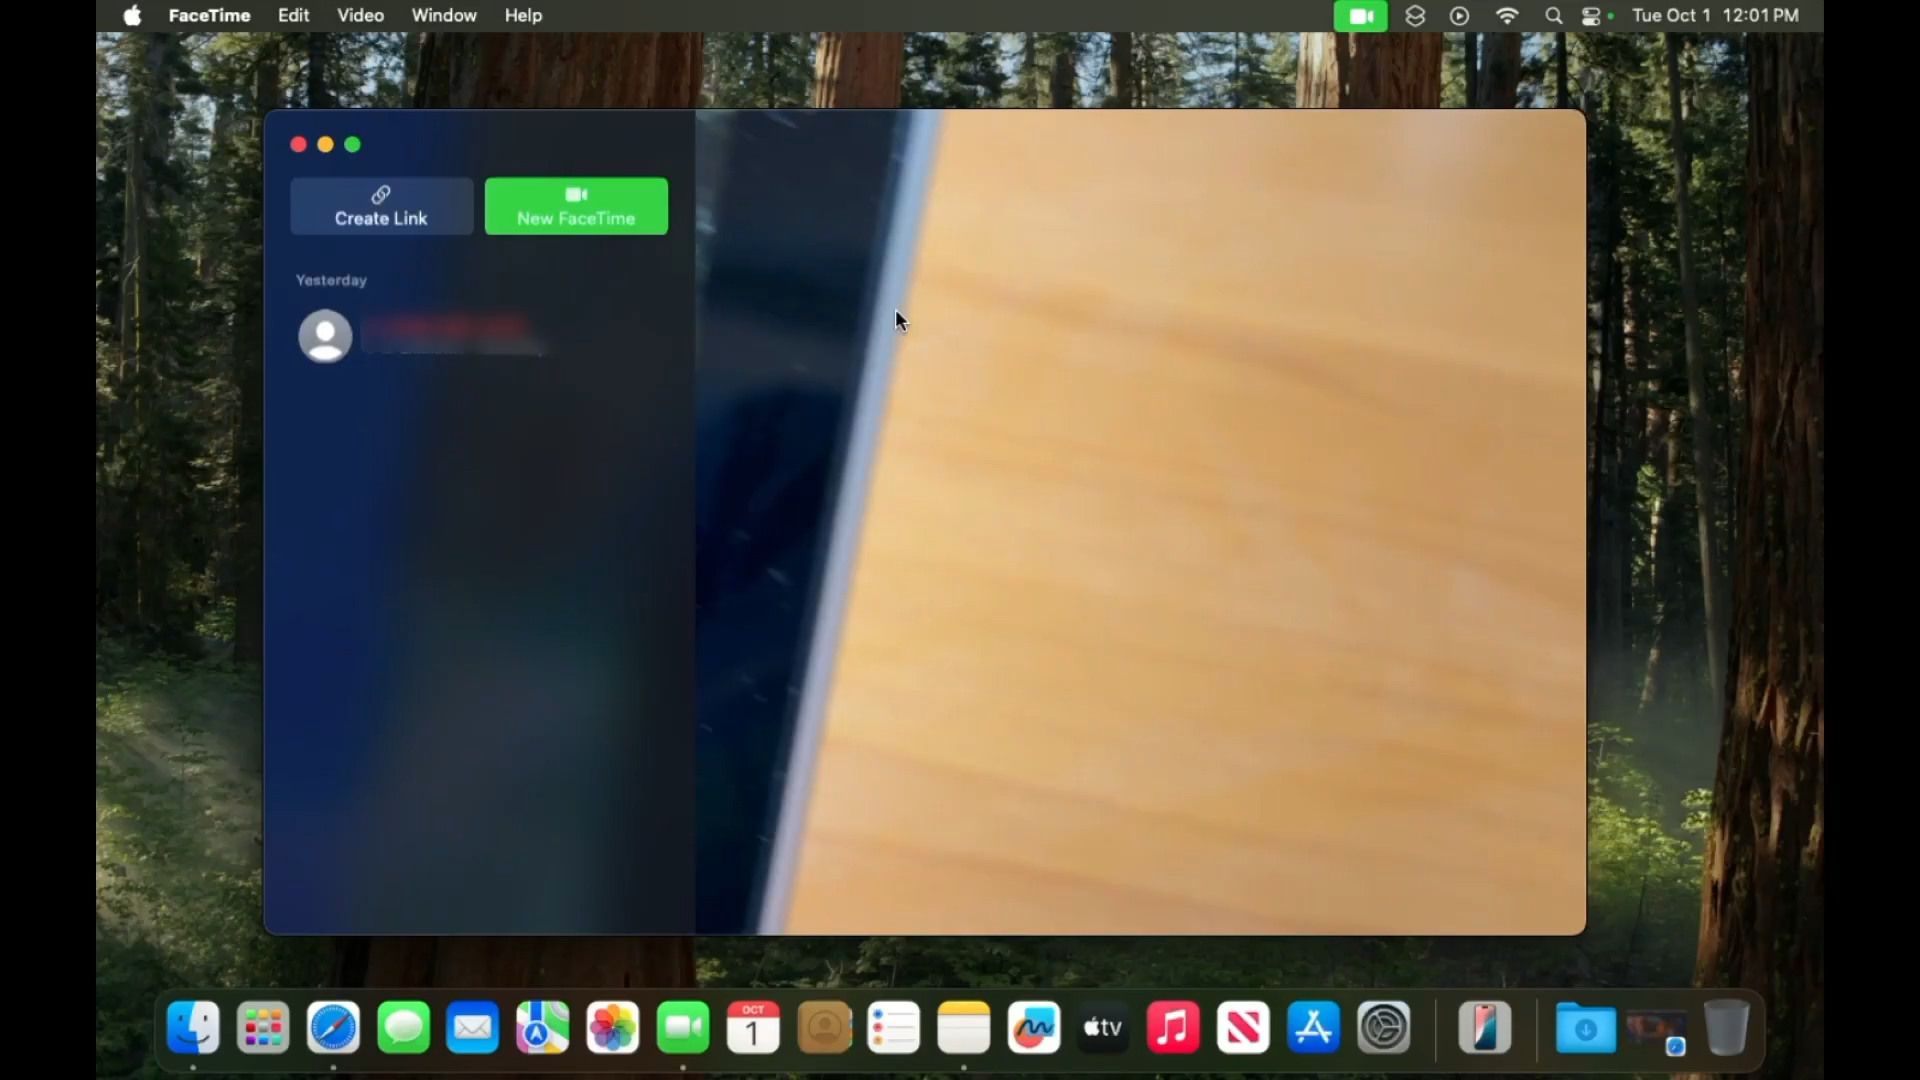 FaceTime Edit Video Window Help Tue Oct 1 12:01 PM
Create Link
New FaceTime
Yesterday
OCT
1
tv